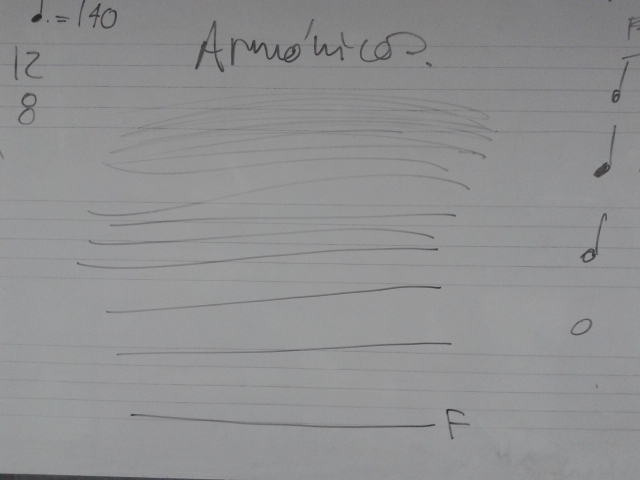 ♩. = 140
Armónicos.
12
8
F
F